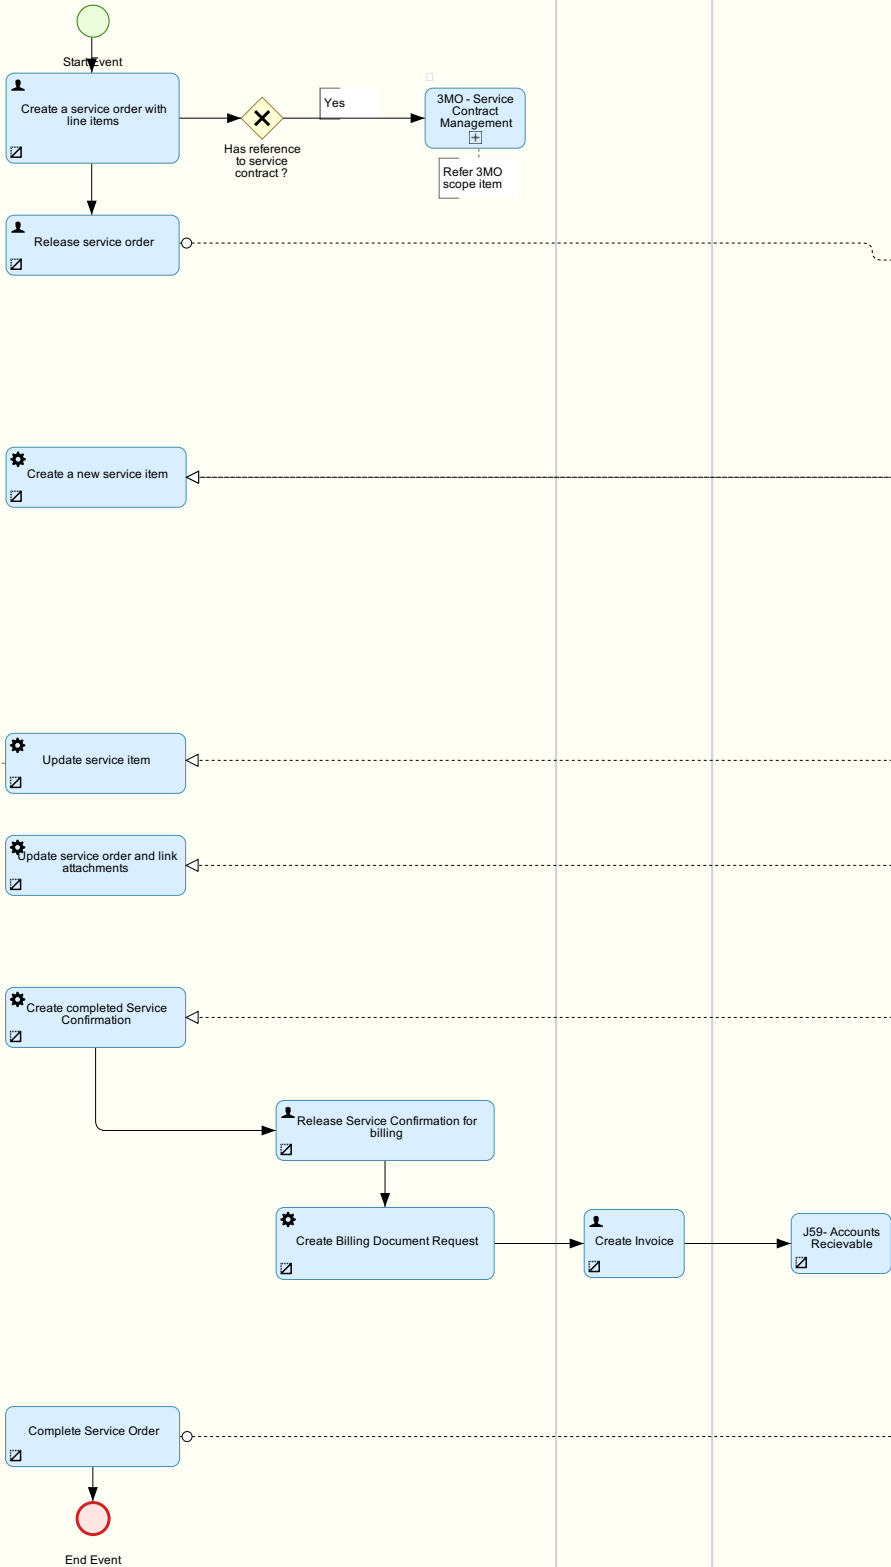 Start Event
Create a service order with
line items
Yes
3MO - Service
Contract
Management
Has reference
to service
contract ?
Refer 3MO
scope item
Release service order
Create a new service item
Update service item
Update service order and link
attachments
Create completed Service
Confirmation
Release Service Confirmation for
billing
Create Billing Document Request
Create Invoice
J59- Accounts
Recievable
Complete Service Order
End Event